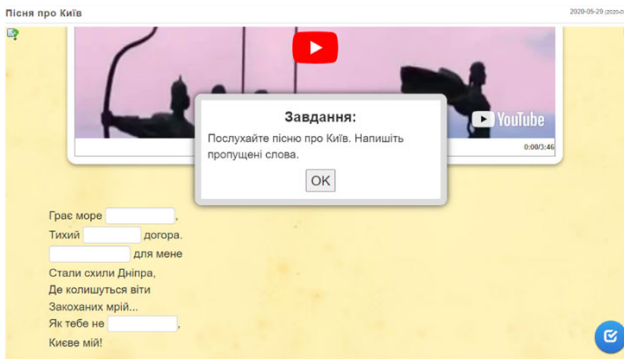 Пісня про Київ
2020-05-29
YouTube
0:00/3:46
Завдання:
Послухайте пісню про Київ. Напишіть
пропущені слова.
OK
Грає море ,
Тихий догора.
для мене
Стали схили Дніпра,
Де колишуться віти
Закоханих мрій...
Як тебе не ,
Києве мій!